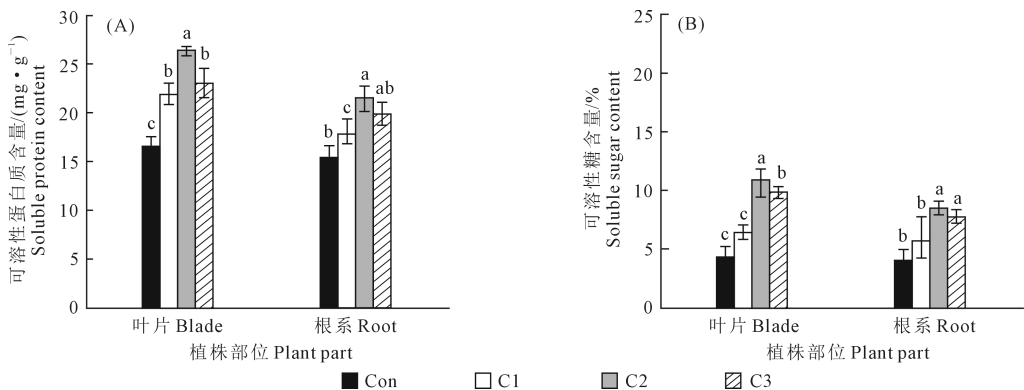 (A)
可溶性蛋白质含量/(mg·g⁻¹)
Soluble protein content
30
25
20
15
10
5
0
c b a b
b c a ab
叶片 Blade 根系 Root
植株部位 Plant part
(B)
可溶性糖含量/%
Soluble sugar content
25
20
15
10
5
0
c c a b
b b a a
叶片 Blade 根系 Root
植株部位 Plant part
Con C1 C2 C3